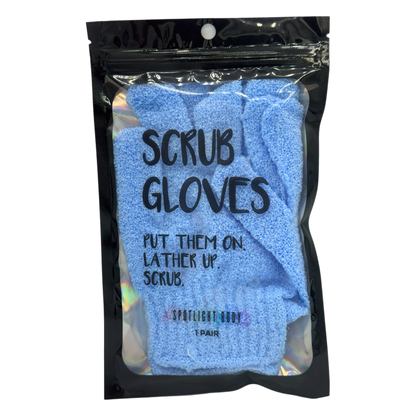 SCRUB
GLOVES
PUT THEM ON.
LATHER UP.
SCRUB.
SPOTLIGHT BODY
1 PAIR